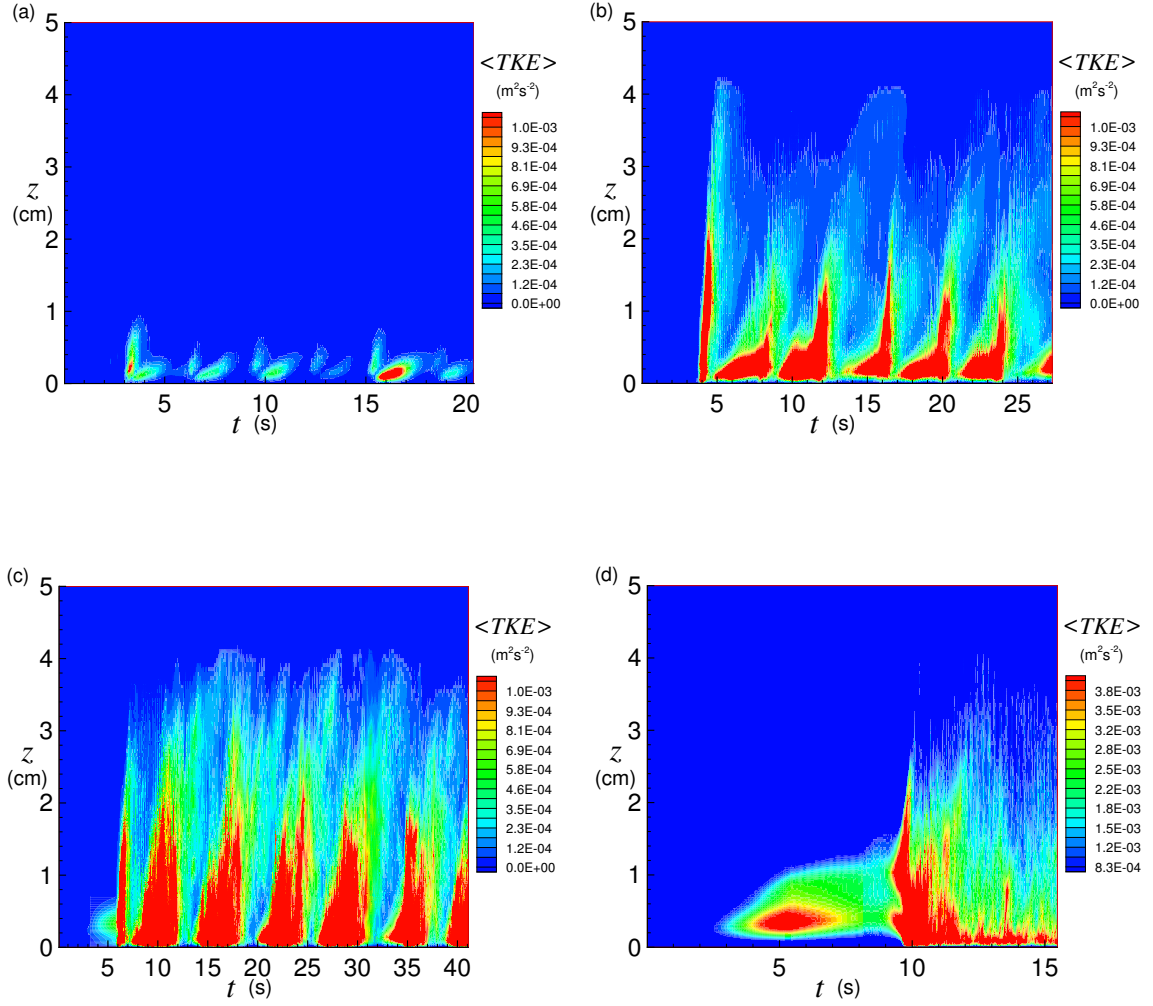 (a)
5
4
3
2
1
0
z
(cm)
5
10
15
20
t (s)
<TKE>
(m²s⁻²)
1.0E-03
9.3E-04
8.1E-04
6.9E-04
5.8E-04
4.6E-04
3.5E-04
2.3E-04
1.2E-04
0.0E+00
(b)
5
4
3
2
1
0
z
(cm)
5
10
15
20
25
t (s)
<TKE>
(m²s⁻²)
1.0E-03
9.3E-04
8.1E-04
6.9E-04
5.8E-04
4.6E-04
3.5E-04
2.3E-04
1.2E-04
0.0E+00
(c)
5
4
3
2
1
0
z
(cm)
5
10
15
20
25
30
35
40
t (s)
<TKE>
(m²s⁻²)
1.0E-03
9.3E-04
8.1E-04
6.9E-04
5.8E-04
4.6E-04
3.5E-04
2.3E-04
1.2E-04
0.0E+00
(d)
5
4
3
2
1
0
z
(cm)
5
10
15
t (s)
<TKE>
(m²s⁻²)
3.8E-03
3.5E-03
3.2E-03
2.8E-03
2.5E-03
2.2E-03
1.8E-03
1.5E-03
1.2E-03
8.3E-04